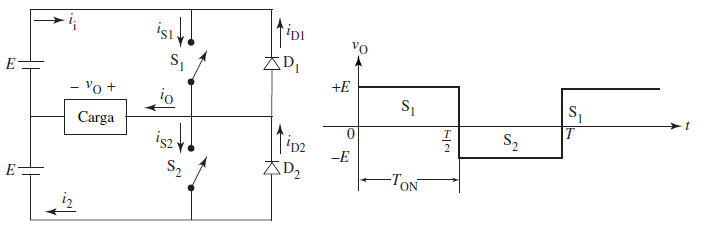 i_i
i_S1
i_D1
E
S_1
D_1
− v_O +
i_O
Carga
i_S2
i_D2
E
S_2
D_2
i_2
v_O
+E
S_1
S_1
0
T/2
S_2
T
t
−E
T_ON